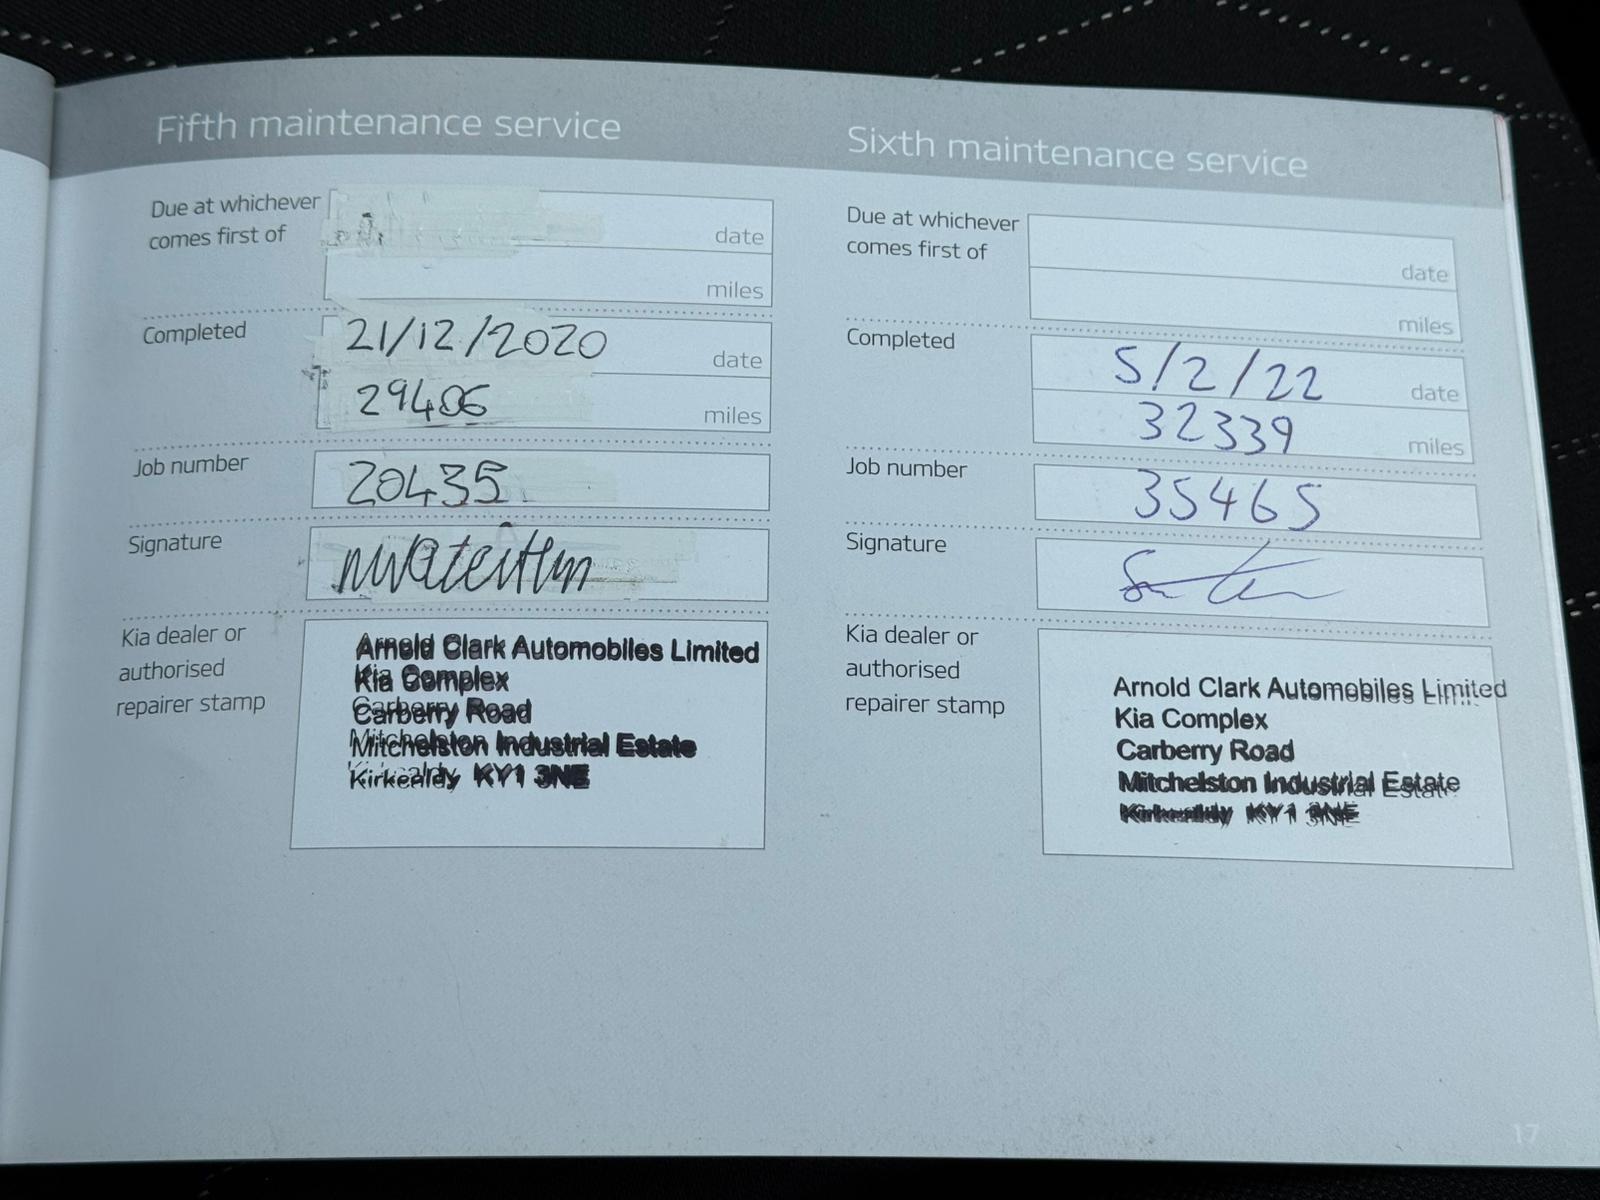 Fifth maintenance service
Due at whichever
comes first of
date
miles
Completed
21/12/2020 date
29406 miles
Job number
20435
Signature
Kia dealer or
authorised
repairer stamp
Arnold Clark Automobiles Limited
Kia Complex
Carberry Road
Mitchelston Industrial Estate
Kirkcaldy KY1 3NE
Sixth maintenance service
Due at whichever
comes first of
date
miles
Completed
5/2/22 date
32339 miles
Job number
35465
Signature
Kia dealer or
authorised
repairer stamp
Arnold Clark Automobiles Limited
Kia Complex
Carberry Road
Mitchelston Industrial Estate
Kirkcaldy KY1 3NE
17